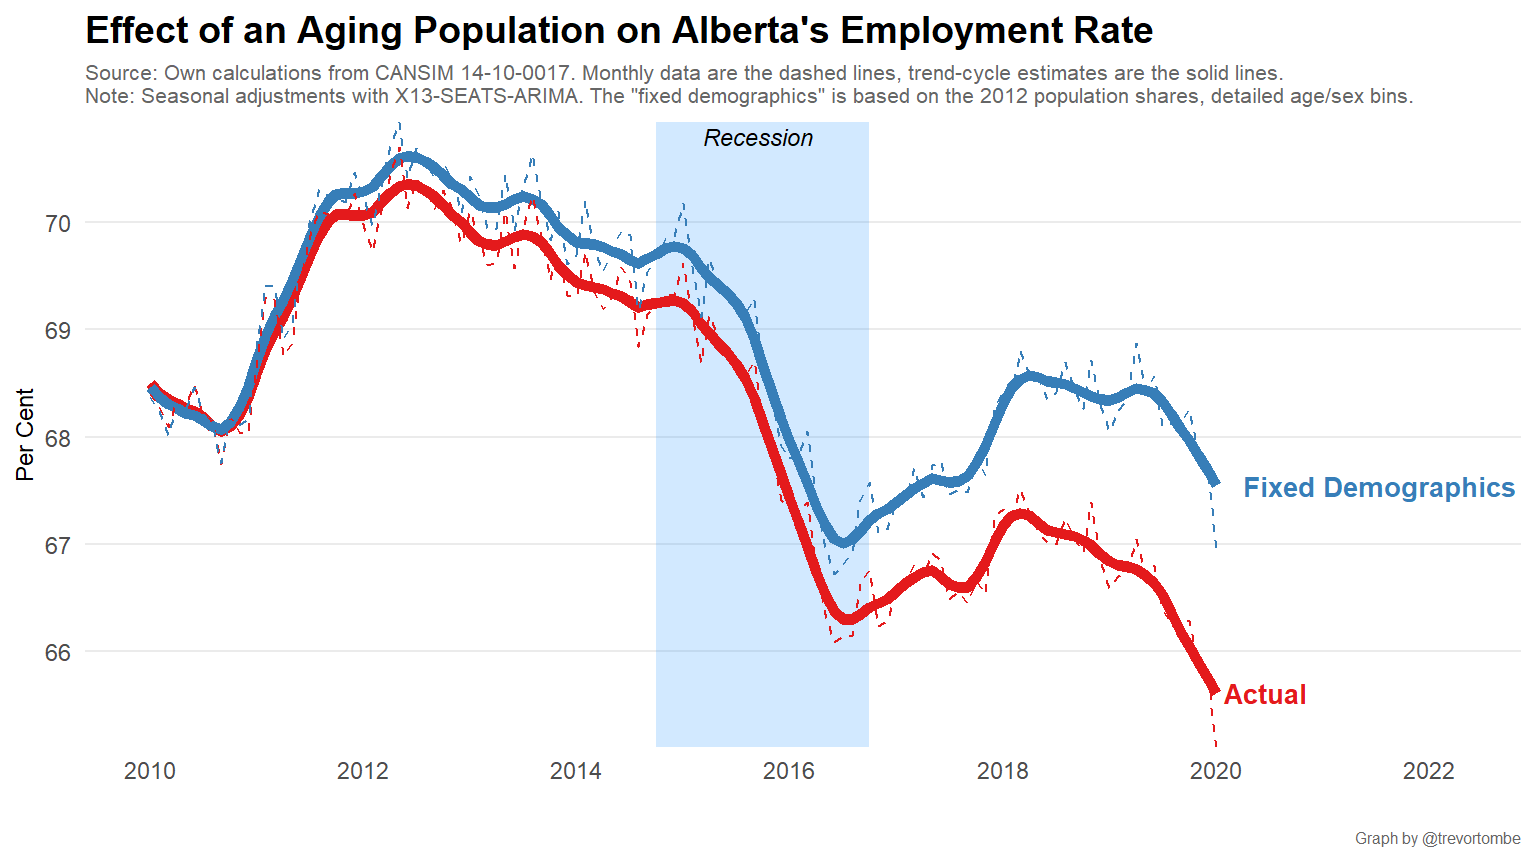 Effect of an Aging Population on Alberta's Employment Rate
Source: Own calculations from CANSIM 14-10-0017. Monthly data are the dashed lines, trend-cycle estimates are the solid lines.
Note: Seasonal adjustments with X13-SEATS-ARIMA. The "fixed demographics" is based on the 2012 population shares, detailed age/sex bins.
Recession
70
69
68
67
66
Per Cent
Fixed Demographics
Actual
2010 2012 2014 2016 2018 2020 2022
Graph by @trevortombe